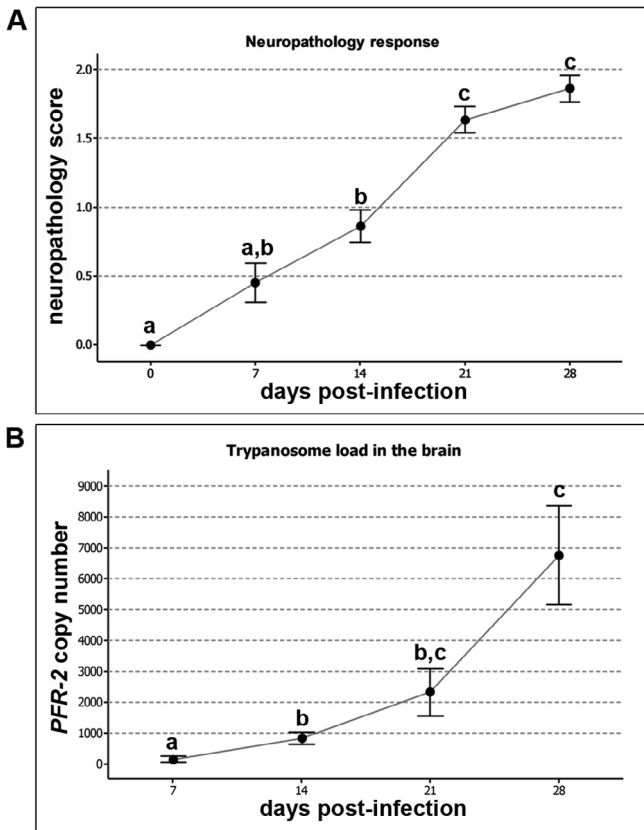 A
Neuropathology response
neuropathology score
2.0
1.5
1.0
0.5
0.0
a
a,b
b
c
c
0 7 14 21 28
days post-infection
B
Trypanosome load in the brain
PFR-2 copy number
9000
8000
7000
6000
5000
4000
3000
2000
1000
0
a
b
b,c
c
7 14 21 28
days post-infection